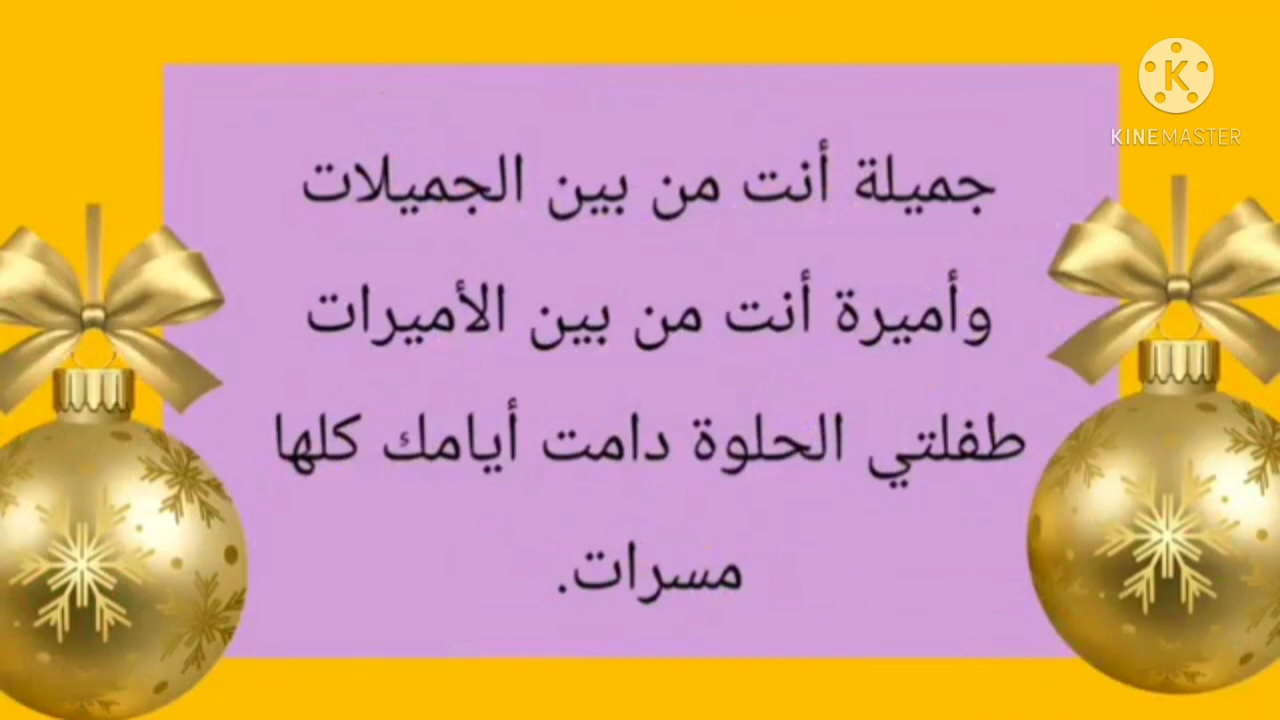 KINEMASTER
جميلة أنت من بين الجميلات
وأميرة أنت من بين الأميرات
طفلتي الحلوة دامت أيامك كلها
مسرات.